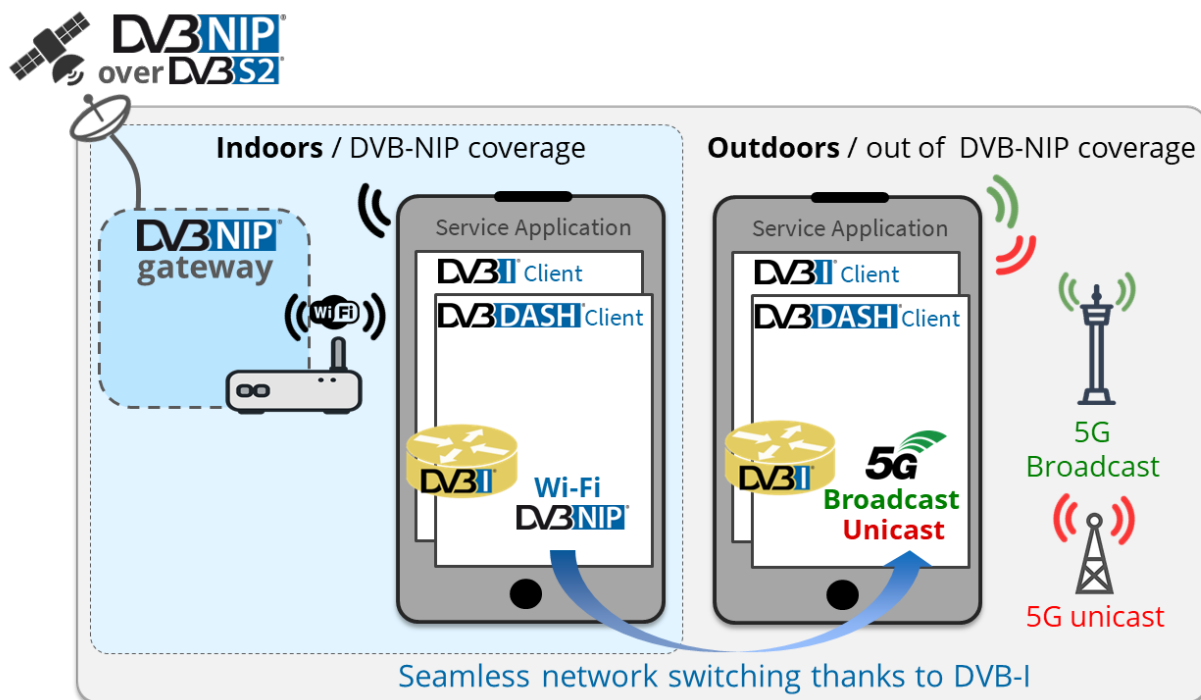 DVB NIP
over DVB S2
Indoors / DVB-NIP coverage
Outdoors / out of DVB-NIP coverage
DVB NIP
gateway
WiFi
Service Application
DVB I Client
DVB DASH Client
DVB I
Wi-Fi
DVB NIP
Service Application
DVB I Client
DVB DASH Client
DVB I
5G
Broadcast
Unicast
5G
Broadcast
5G unicast
Seamless network switching thanks to DVB-I